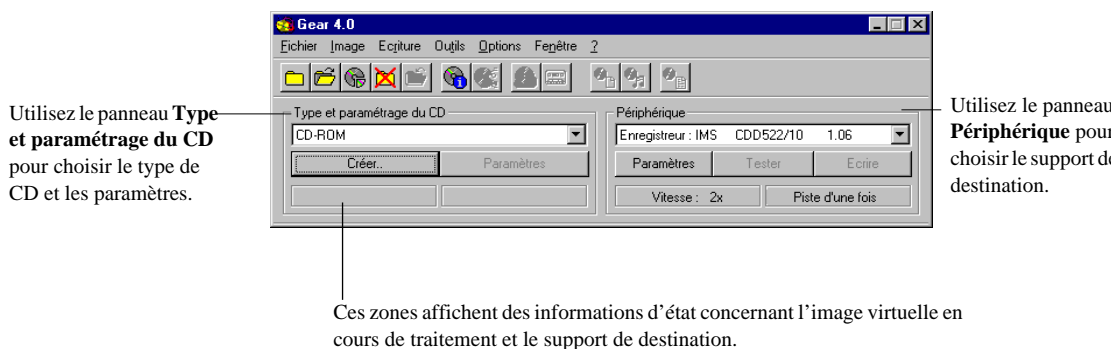 Gear 4.0
Fichier Image Ecriture Outils Options Fenêtre ?
Utilisez le panneau Type
et paramétrage du CD
pour choisir le type de
CD et les paramètres.
Type et paramétrage du CD
CD-ROM
Créer..
Paramètres
Périphérique
Enregistreur : IMS CDD522/10 1.06
Paramètres
Tester
Ecrire
Vitesse : 2x
Piste d'une fois
Utilisez le panneau
Périphérique pour
choisir le support de
destination.
Ces zones affichent des informations d’état concernant l’image virtuelle en
cours de traitement et le support de destination.